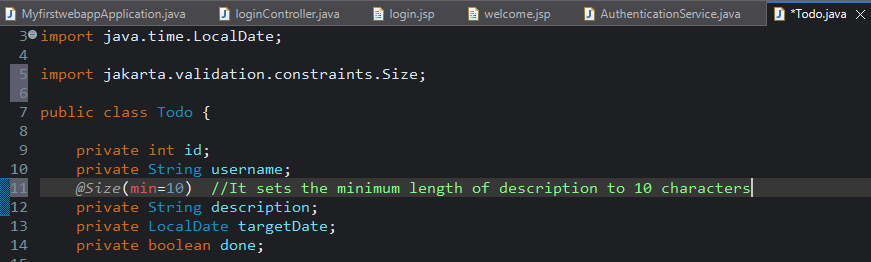 MyfirstwebappApplication.java loginController.java login.jsp welcome.jsp AuthenticationService.java *Todo.java
3 import java.time.LocalDate;
4
5 import jakarta.validation.constraints.Size;
6
7 public class Todo {
8
9 private int id;
10 private String username;
11 @Size(min=10) //It sets the minimum length of description to 10 characters
12 private String description;
13 private LocalDate targetDate;
14 private boolean done;